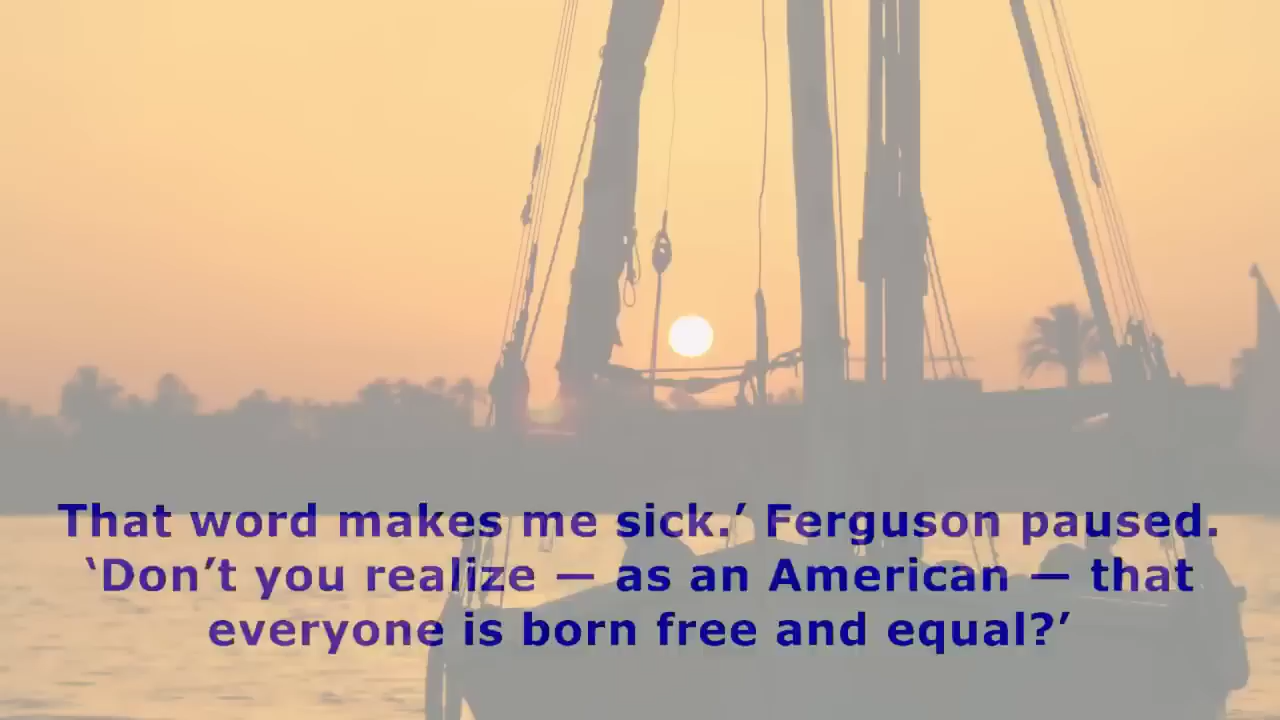 That word makes me sick.’ Ferguson paused.
‘Don’t you realize — as an American — that
everyone is born free and equal?’